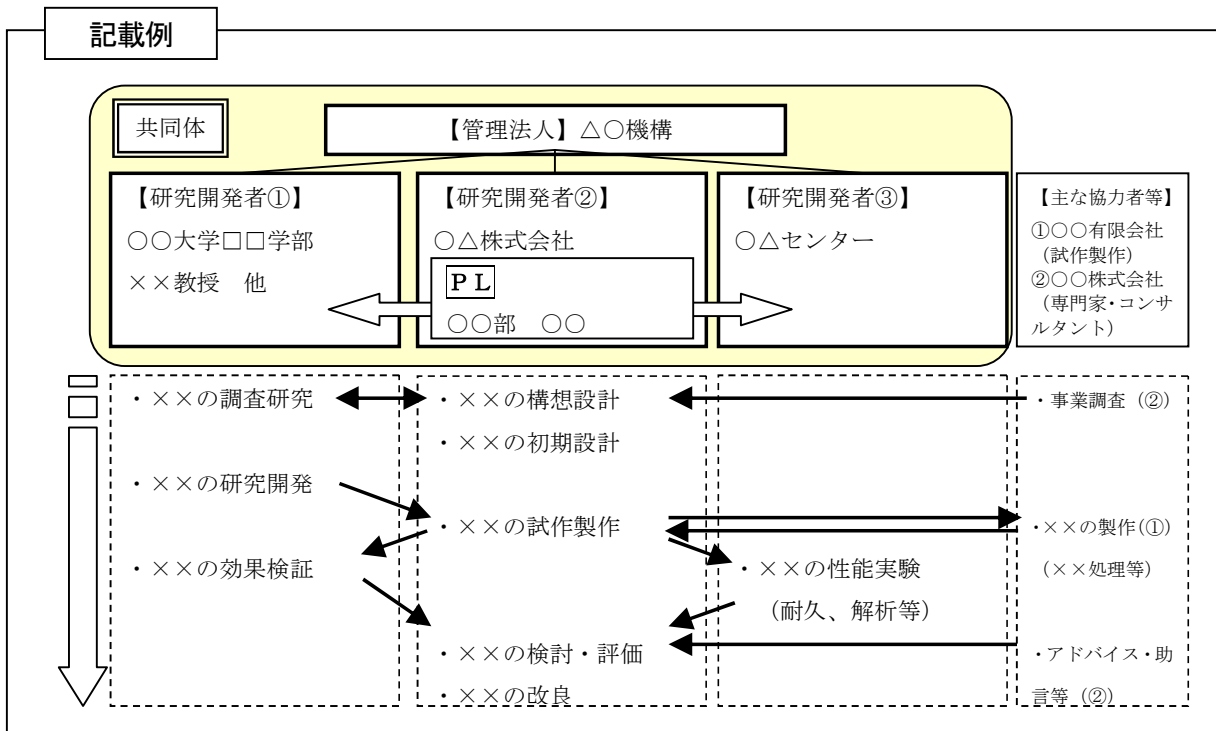 記載例
共同体
【管理法人】△○機構
【研究開発者①】
○○大学□□学部
××教授　他
【研究開発者②】
○△株式会社
ＰＬ
○○部　○○
【研究開発者③】
○△センター
【主な協力者等】
①○○有限会社
（試作製作）
②○○株式会社
（専門家・コンサ
ルタント）
・××の調査研究
・××の研究開発
・××の効果検証
・××の構想設計
・××の初期設計
・××の試作製作
・××の検討・評価
・××の改良
・××の性能実験
（耐久、解析等）
・事業調査（②）
・××の製作（①）
（××処理等）
・アドバイス・助
言等（②）